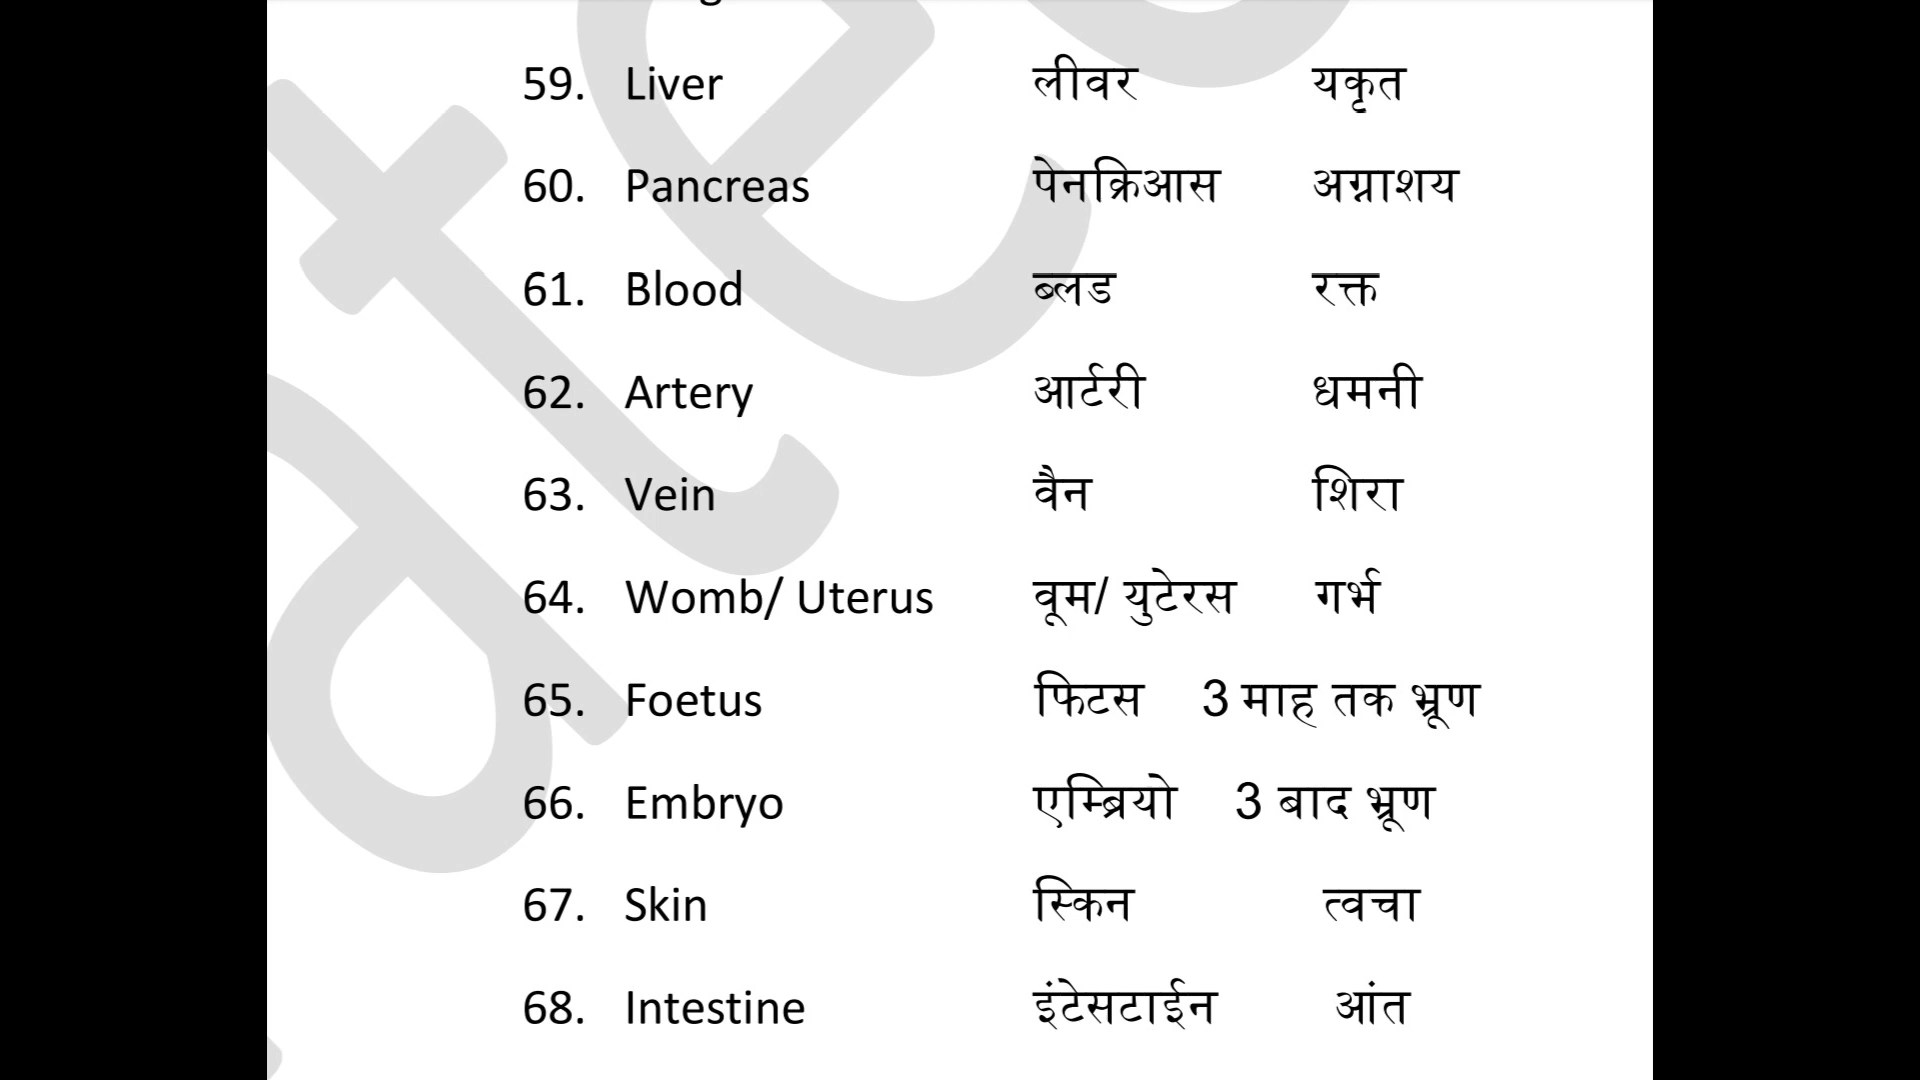 59. Liver लीवर यकृत
60. Pancreas पेनक्रिआस अग्नाशय
61. Blood ब्लड रक्त
62. Artery आर्टरी धमनी
63. Vein वैन शिरा
64. Womb/ Uterus वूम/ युटेरस गर्भ
65. Foetus फिटस 3 माह तक भ्रूण
66. Embryo एम्ब्रियो 3 बाद भ्रूण
67. Skin स्किन त्वचा
68. Intestine इंटेसटाईन आंत